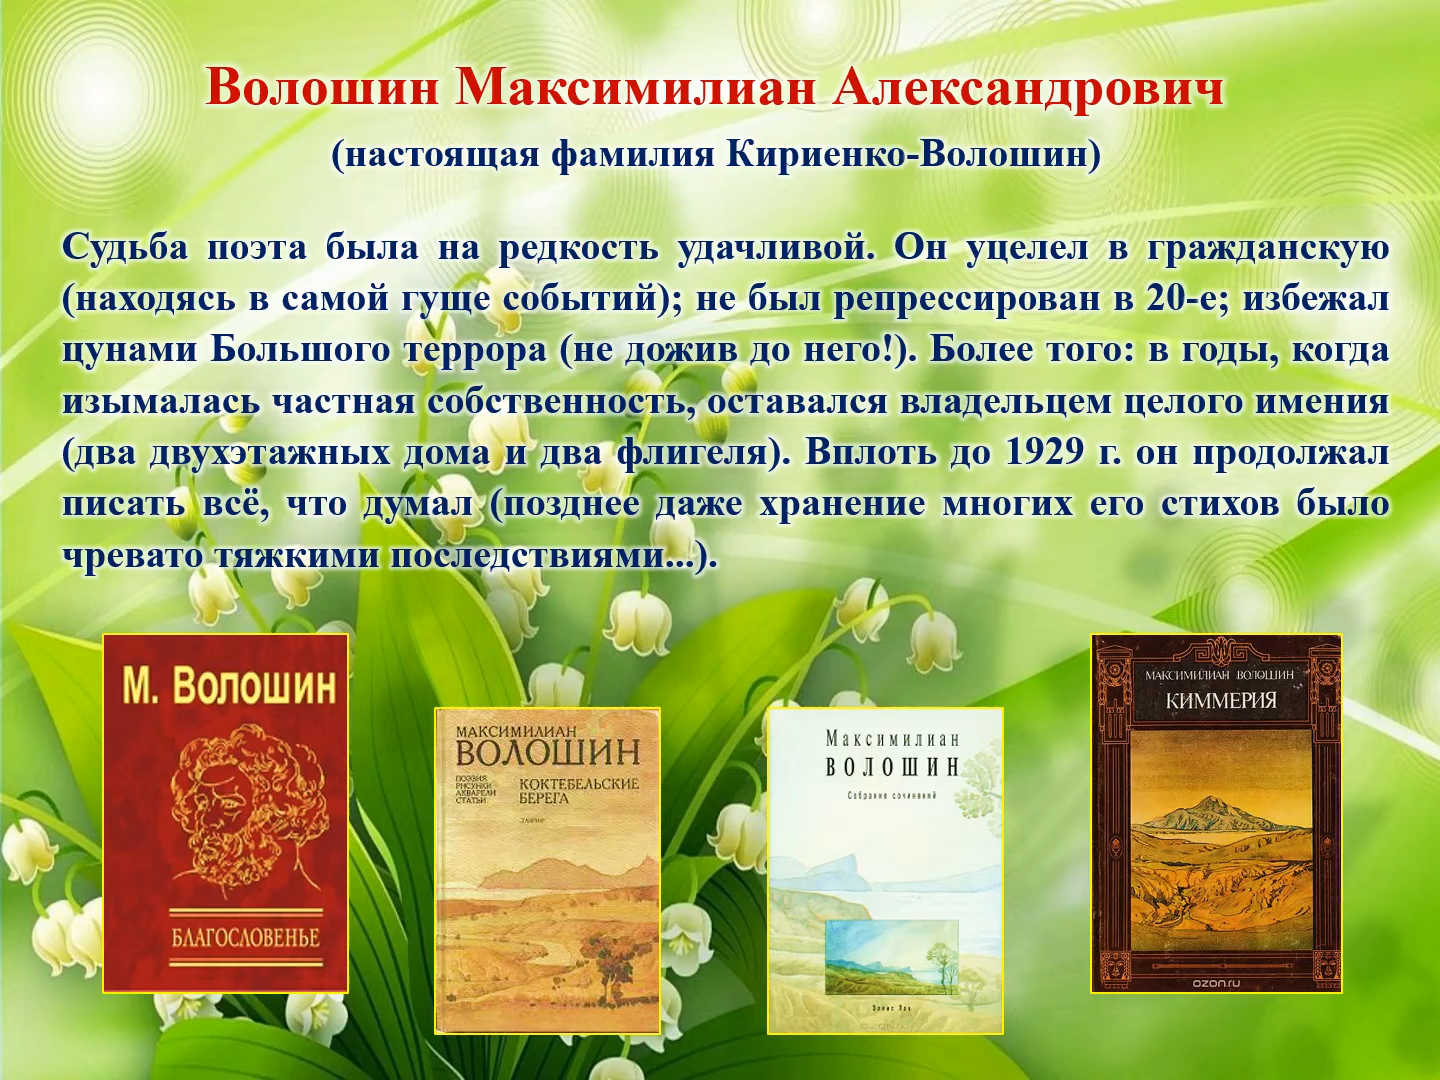 Волошин Максимилиан Александрович
(настоящая фамилия Кириенко-Волошин)
Судьба поэта была на редкость удачливой. Он уцелел в гражданскую
(находясь в самой гуще событий); не был репрессирован в 20-е; избежал
цунами Большого террора (не дожив до него!). Более того: в годы, когда
изымалась частная собственность, оставался владельцем целого имения
(два двухэтажных дома и два флигеля). Вплоть до 1929 г. он продолжал
писать всё, что думал (позднее даже хранение многих его стихов было
чревато тяжкими последствиями...).
М. Волошин
БЛАГОСЛОВЕНЬЕ
МАКСИМИЛИАН
ВОЛОШИН
ПОЭЗИЯ
РИСУНКИ
АКВАРЕЛИ
СТАТЬИ
КОКТЕБЕЛЬСКИЕ
БЕРЕГА
Максимилиан
ВОЛОШИН
Собрание сочинений
Эллис Лак
ozon.ru
МАКСИМИЛИАН ВОЛОШИН
КИММЕРИЯ
ozon.ru